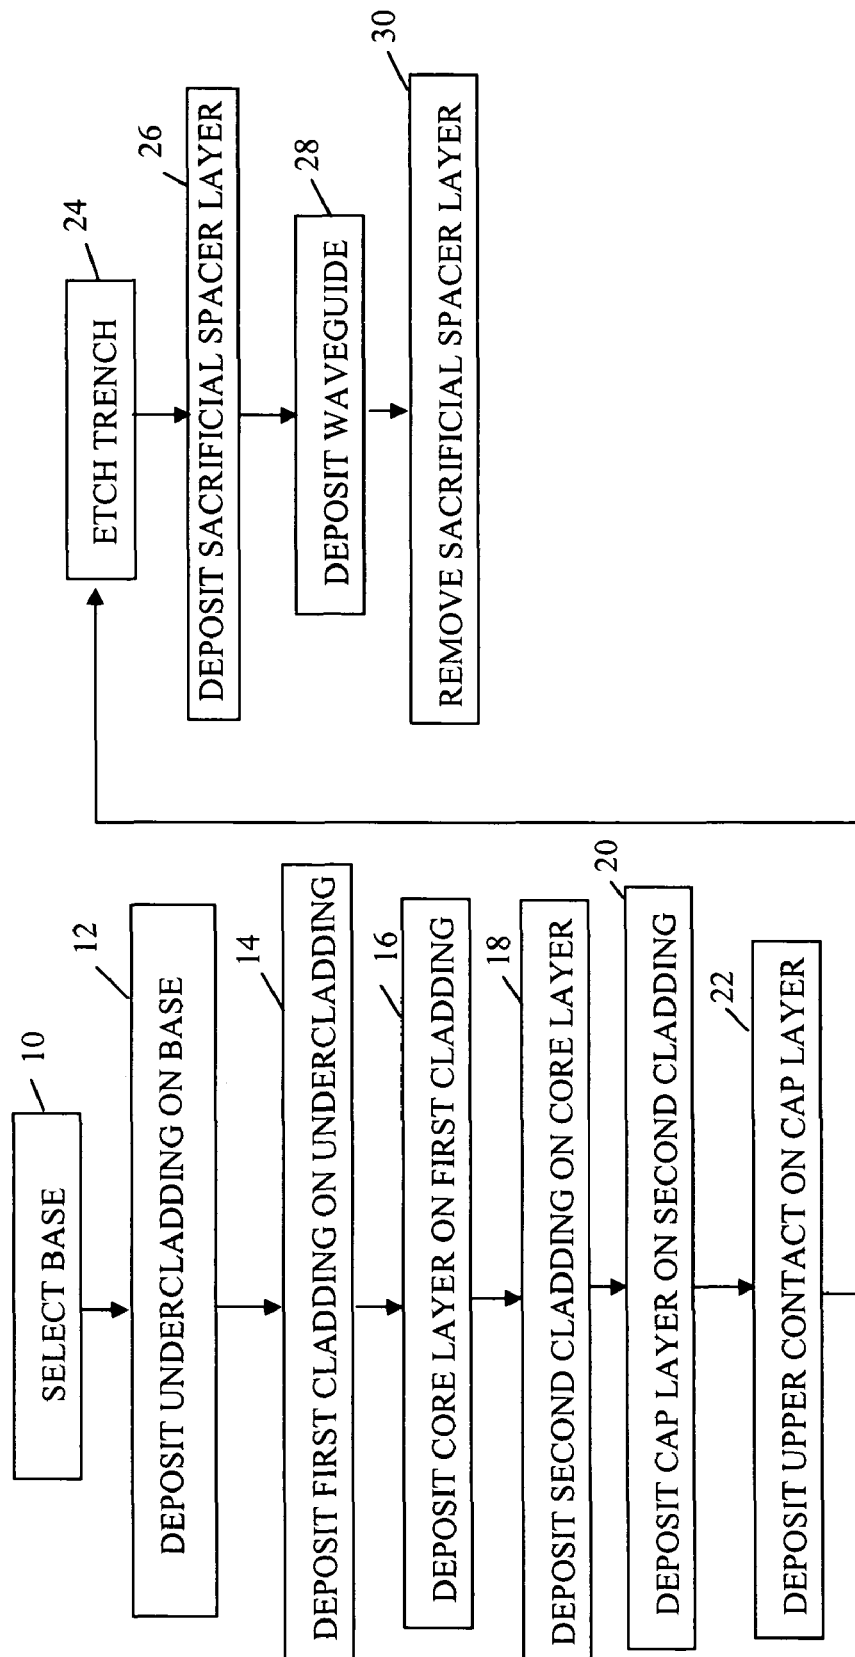 SELECT BASE
10
DEPOSIT UNDERCLADDING ON BASE
12
DEPOSIT FIRST CLADDING ON UNDERCLADDING
14
DEPOSIT CORE LAYER ON FIRST CLADDING
16
DEPOSIT SECOND CLADDING ON CORE LAYER
18
DEPOSIT CAP LAYER ON SECOND CLADDING
20
DEPOSIT UPPER CONTACT ON CAP LAYER
22
ETCH TRENCH
24
DEPOSIT SACRIFICIAL SPACER LAYER
26
DEPOSIT WAVEGUIDE
28
REMOVE SACRIFICIAL SPACER LAYER
30